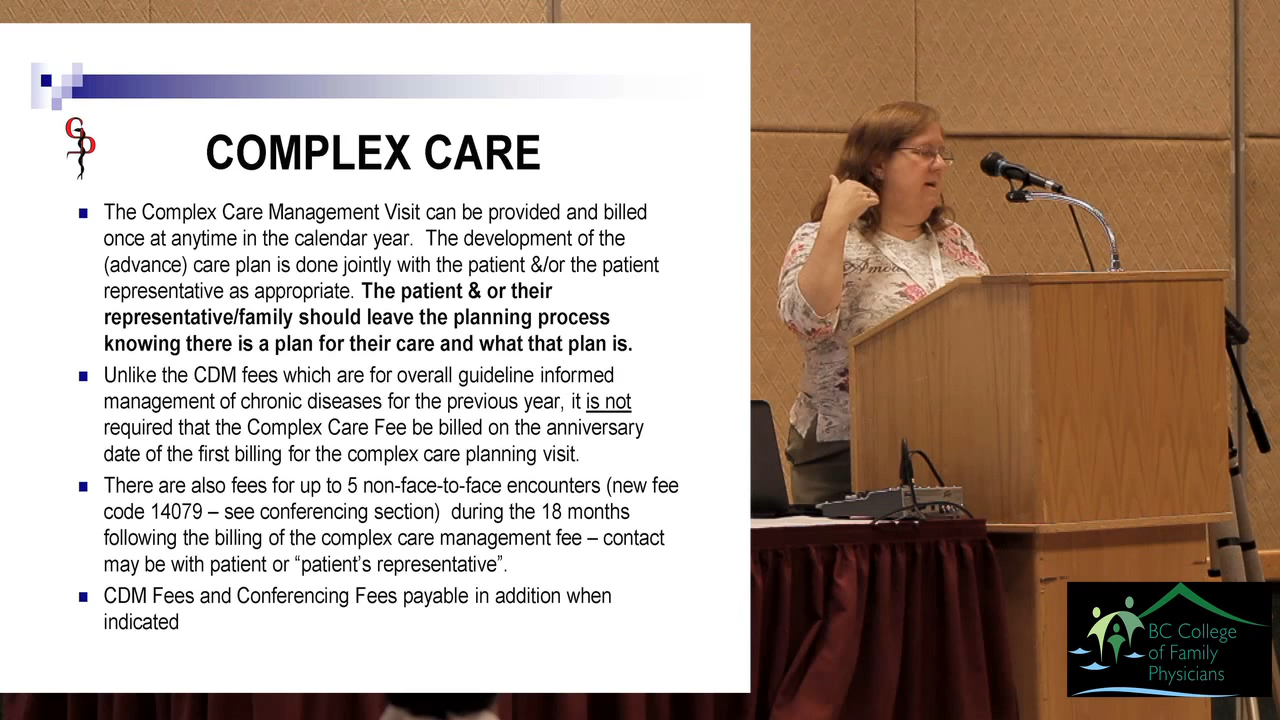 COMPLEX CARE
The Complex Care Management Visit can be provided and billed
once at anytime in the calendar year. The development of the
(advance) care plan is done jointly with the patient &/or the patient
representative as appropriate. The patient & or their
representative/family should leave the planning process
knowing there is a plan for their care and what that plan is.
Unlike the CDM fees which are for overall guideline informed
management of chronic diseases for the previous year, it is not
required that the Complex Care Fee be billed on the anniversary
date of the first billing for the complex care planning visit.
There are also fees for up to 5 non-face-to-face encounters (new fee
code 14079 – see conferencing section) during the 18 months
following the billing of the complex care management fee – contact
may be with patient or “patient’s representative”.
CDM Fees and Conferencing Fees payable in addition when
indicated
Amou
BC College
of Family
Physicians